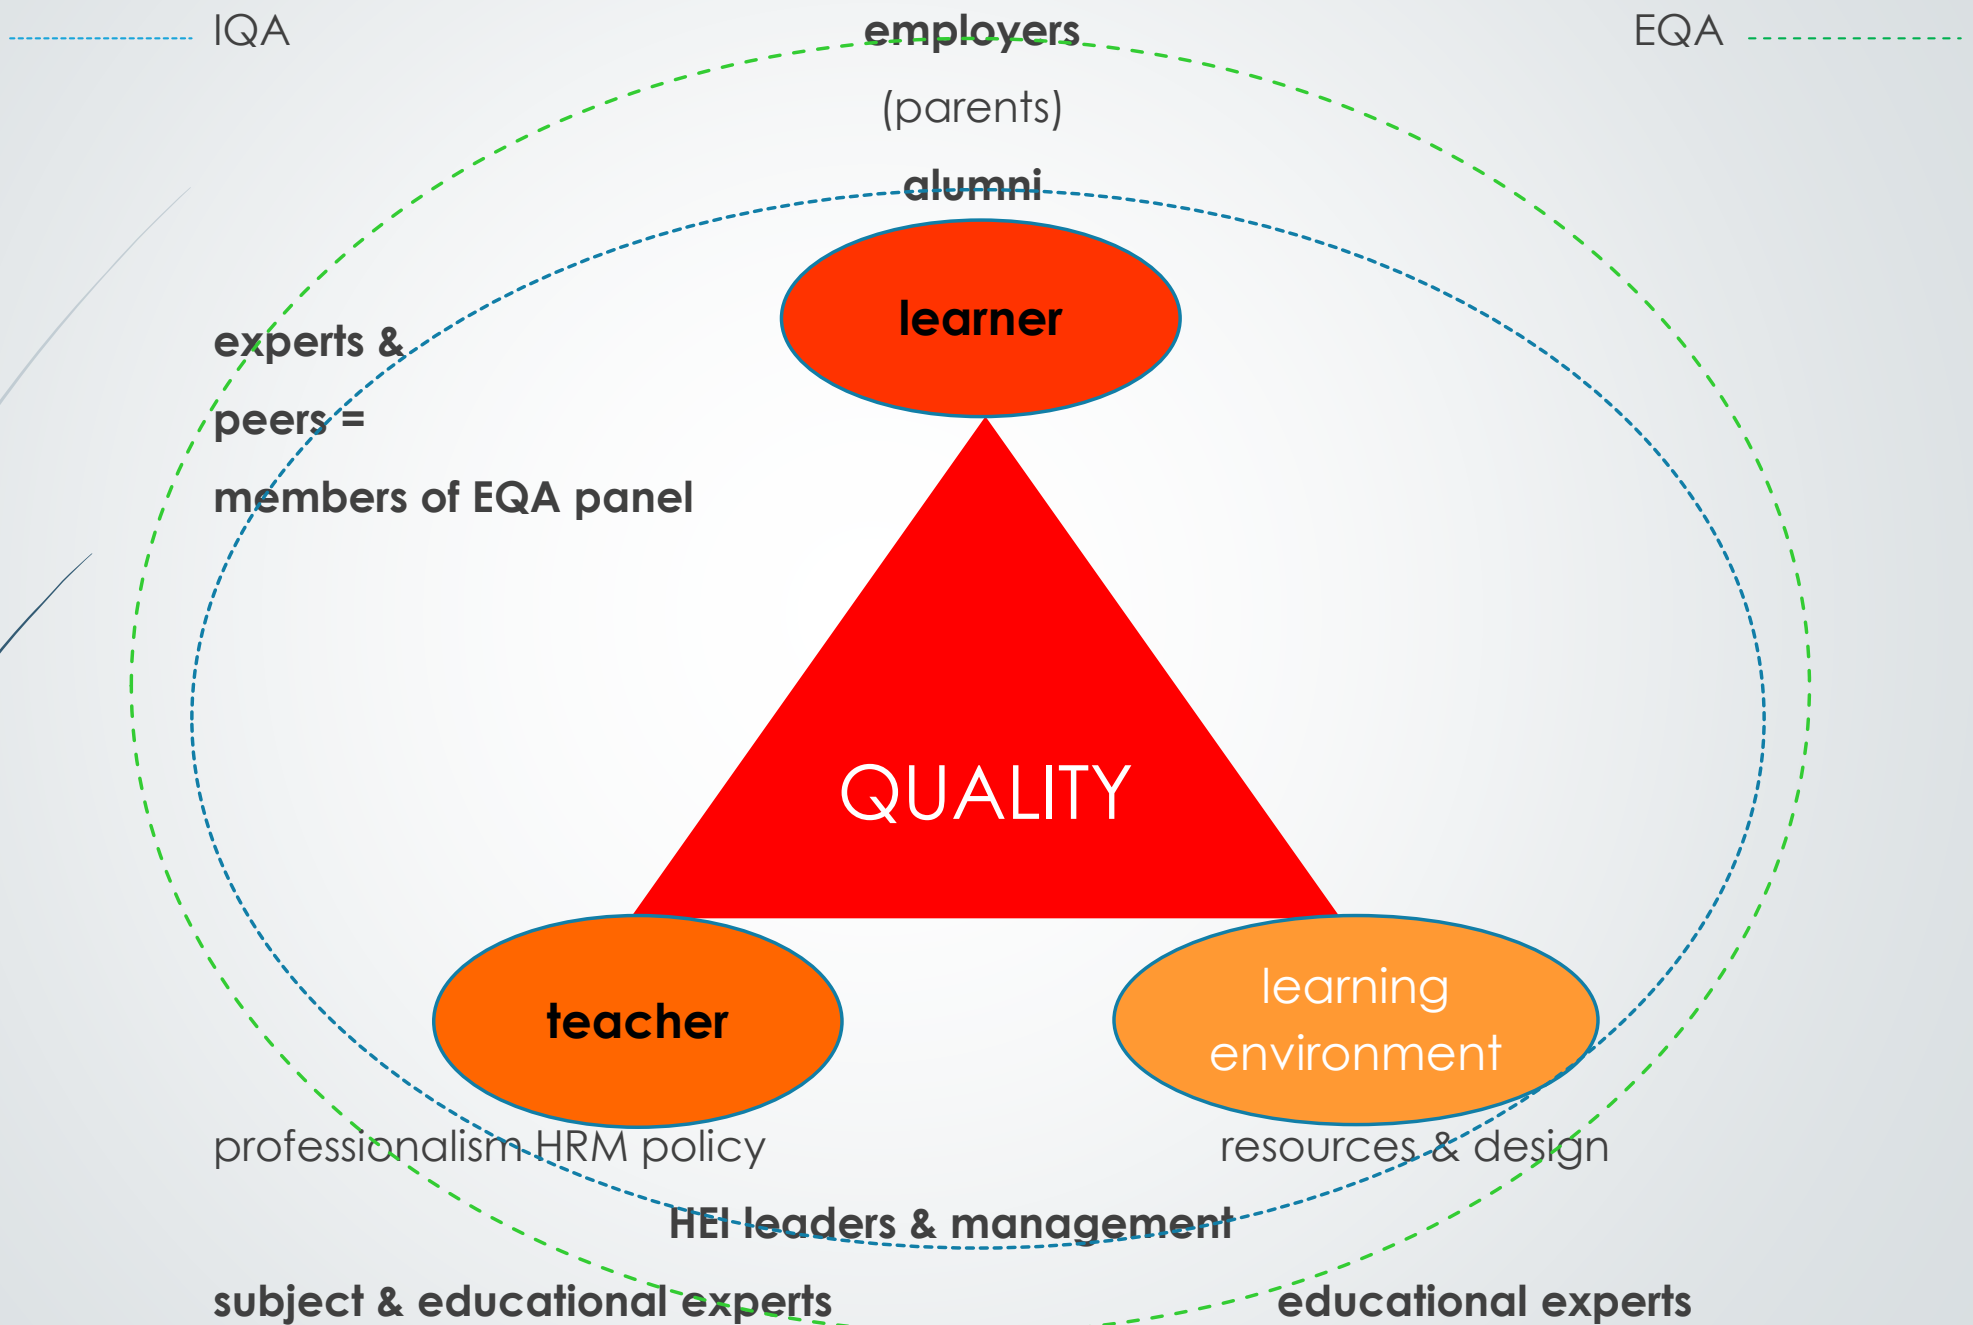 IQA
employers
EQA
(parents)
alumni
learner
experts &
peers =
members of EQA panel
QUALITY
teacher
learning
environment
professionalism HRM policy
resources & design
HEI leaders & management
subject & educational experts
educational experts